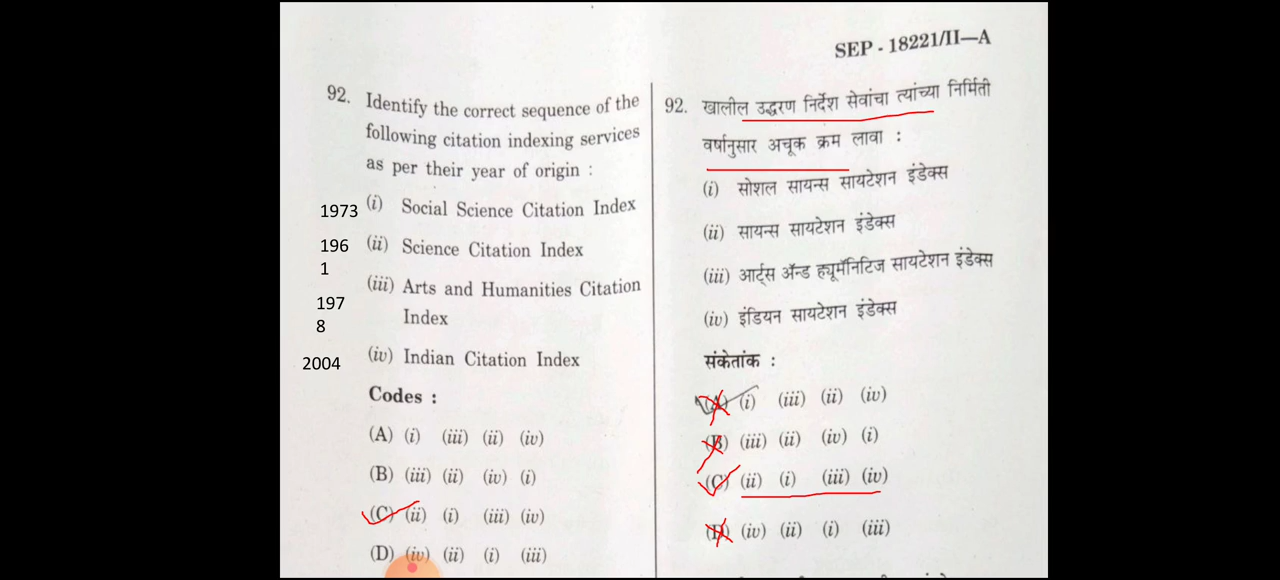 SEP - 18221/II—A
92. Identify the correct sequence of the
following citation indexing services
as per their year of origin :
1973 (i) Social Science Citation Index
196
1
(ii) Science Citation Index
(iii) Arts and Humanities Citation
Index
197
8
2004 (iv) Indian Citation Index
Codes :
(A) (i) (iii) (ii) (iv)
(B) (iii) (ii) (iv) (i)
(C) (ii) (i) (iii) (iv)
(D) (iv) (ii) (i) (iii)
92. खालील उद्धरण निर्देश सेवांचा त्यांच्या निर्मिती
वर्षानुसार अचूक क्रम लावा :
(i) सोशल सायन्स सायटेशन इंडेक्स
(ii) सायन्स सायटेशन इंडेक्स
(iii) आर्ट्स ॲन्ड ह्यूमॅनिटिज सायटेशन इंडेक्स
(iv) इंडियन सायटेशन इंडेक्स
संकेतांक :
(A) (i) (iii) (ii) (iv)
(B) (iii) (ii) (iv) (i)
(C) (ii) (i) (iii) (iv)
(D) (iv) (ii) (i) (iii)